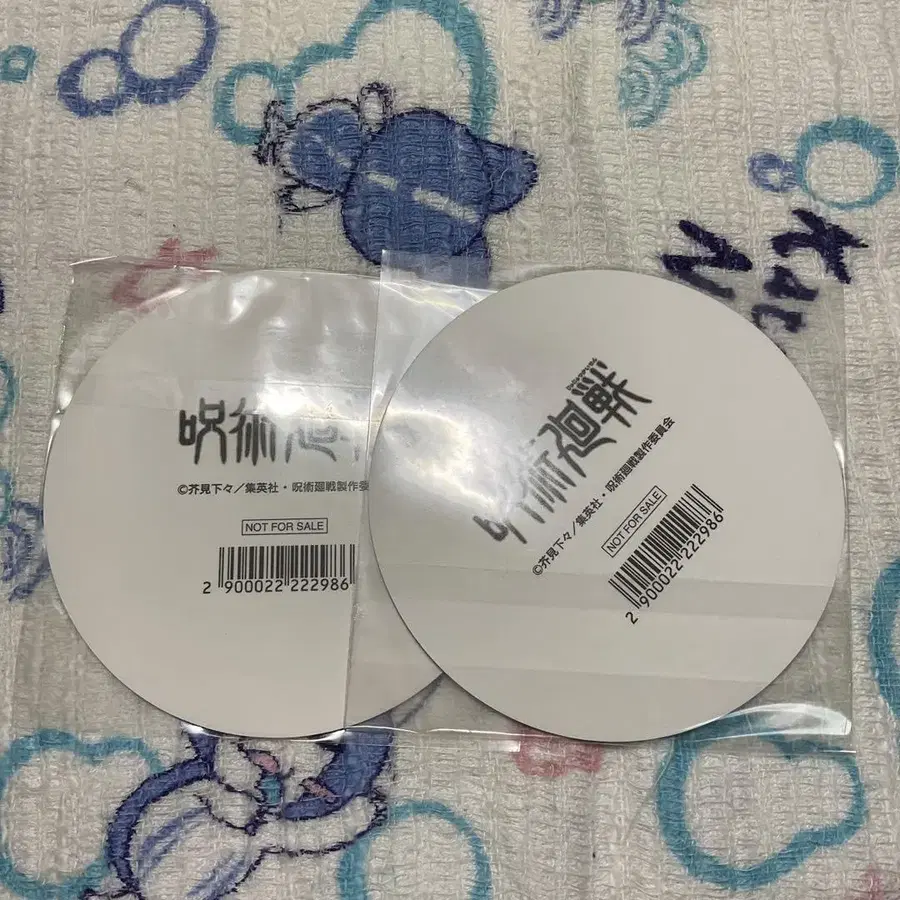 呪術廻
©芥見下々/集英社・呪術廻戦製作委
NOT FOR SALE
2 900022 222986
呪術廻戦
©芥見下々/集英社・呪術廻戦製作委員会
NOT FOR SALE
2 900022 222986